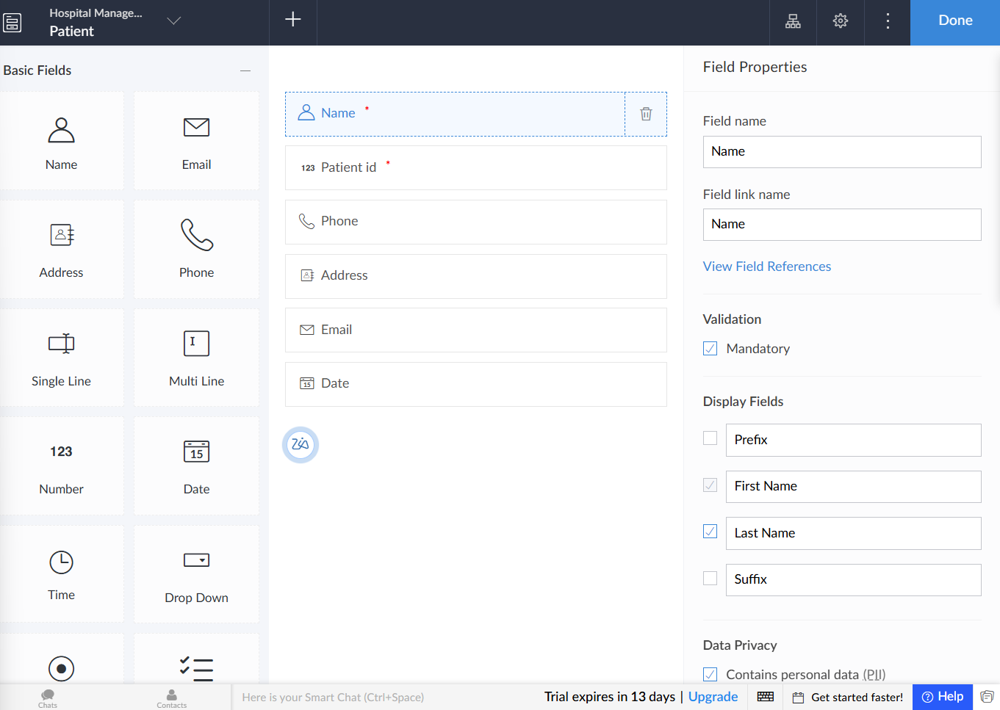 Hospital Manage...
Patient
Done
Basic Fields
Name
Email
Address
Phone
Single Line
Multi Line
123
Number
15
Date
Time
Drop Down
Name *
123 Patient id *
Phone
Address
Email
15 Date
Zia
Field Properties
Field name
Name
Field link name
Name
View Field References
Validation
Mandatory
Display Fields
Prefix
First Name
Last Name
Suffix
Data Privacy
Contains personal data (PII)
Chats
Contacts
Here is your Smart Chat (Ctrl+Space)
Trial expires in 13 days | Upgrade
Get started faster!
? Help